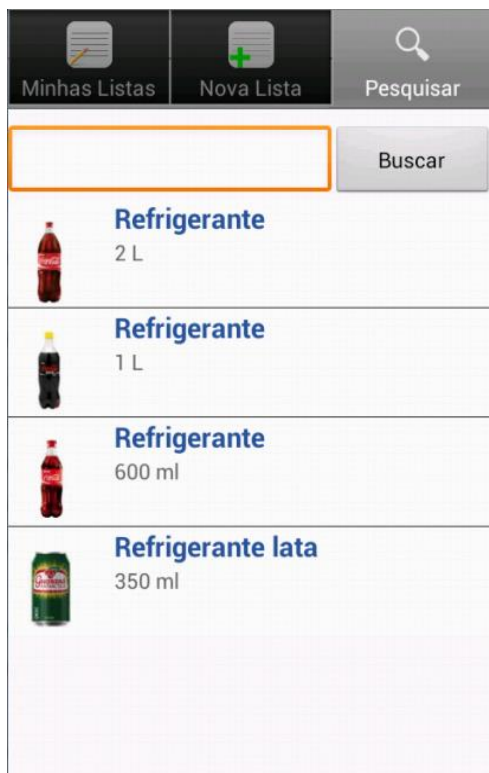 Minhas Listas
Nova Lista
Pesquisar
Buscar
Refrigerante
2 L
Refrigerante
1 L
Refrigerante
600 ml
Refrigerante lata
350 ml